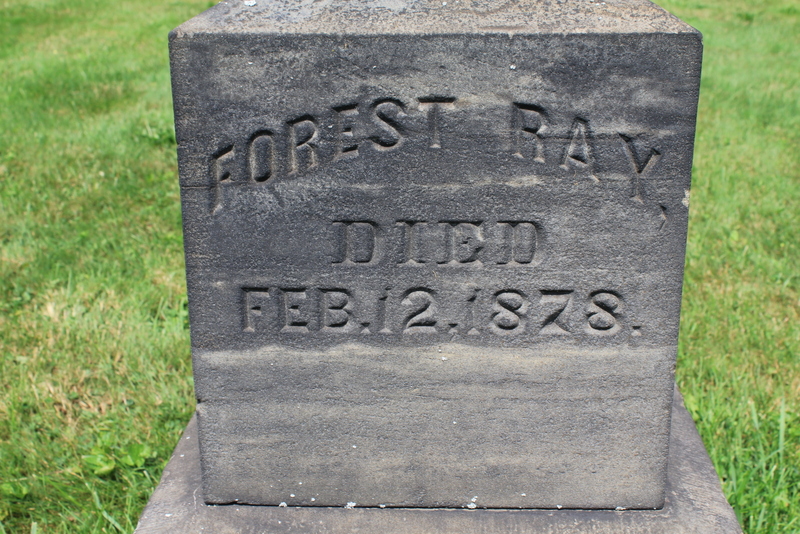 FOREST RAY,
DIED
FEB. 12, 1878.